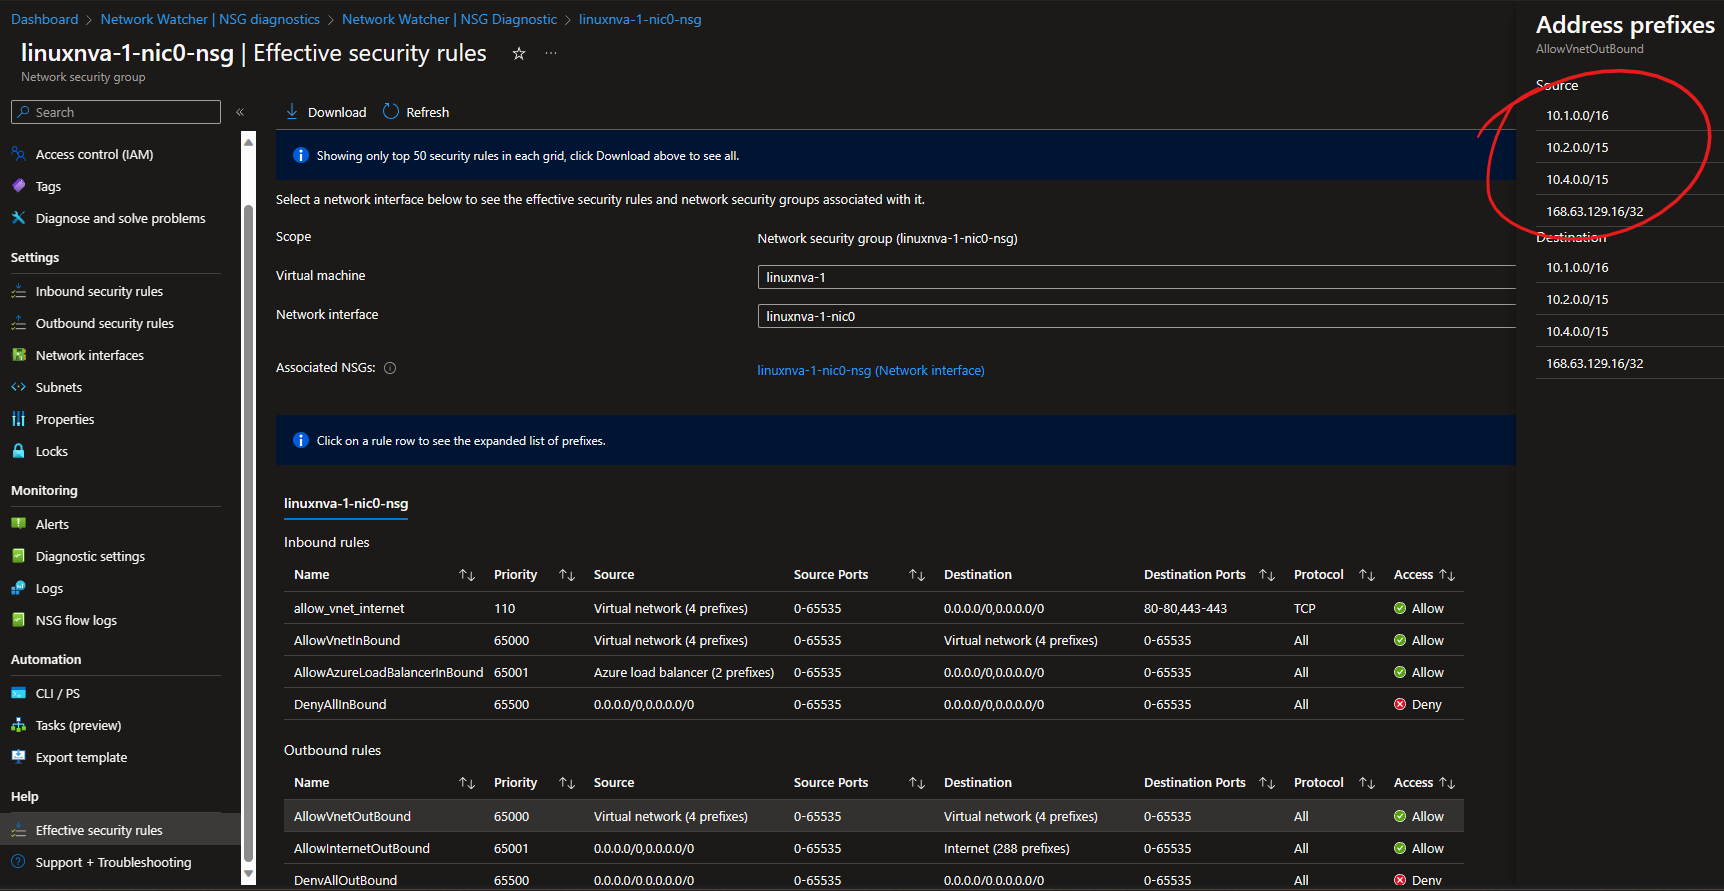 Dashboard > Network Watcher | NSG diagnostics > Network Watcher | NSG Diagnostic > linuxnva-1-nic0-nsg
linuxnva-1-nic0-nsg | Effective security rules ☆ ...
Network security group
Search «
Access control (IAM)
Tags
Diagnose and solve problems
Settings
Inbound security rules
Outbound security rules
Network interfaces
Subnets
Properties
Locks
Monitoring
Alerts
Diagnostic settings
Logs
NSG flow logs
Automation
CLI / PS
Tasks (preview)
Export template
Help
Effective security rules
Support + Troubleshooting
Download Refresh
Showing only top 50 security rules in each grid, click Download above to see all.
Select a network interface below to see the effective security rules and network security groups associated with it.
Scope Network security group (linuxnva-1-nic0-nsg)
Virtual machine linuxnva-1
Network interface linuxnva-1-nic0
Associated NSGs: linuxnva-1-nic0-nsg (Network interface)
Click on a rule row to see the expanded list of prefixes.
linuxnva-1-nic0-nsg
Inbound rules
Name Priority Source Source Ports Destination Destination Ports Protocol Access
allow_vnet_internet 110 Virtual network (4 prefixes) 0-65535 0.0.0.0/0,0.0.0.0/0 80-80,443-443 TCP Allow
AllowVnetInBound 65000 Virtual network (4 prefixes) 0-65535 Virtual network (4 prefixes) 0-65535 All Allow
AllowAzureLoadBalancerInBound 65001 Azure load balancer (2 prefixes) 0-65535 0.0.0.0/0,0.0.0.0/0 0-65535 All Allow
DenyAllInBound 65500 0.0.0.0/0,0.0.0.0/0 0-65535 0.0.0.0/0,0.0.0.0/0 0-65535 All Deny
Outbound rules
Name Priority Source Source Ports Destination Destination Ports Protocol Access
AllowVnetOutBound 65000 Virtual network (4 prefixes) 0-65535 Virtual network (4 prefixes) 0-65535 All Allow
AllowInternetOutBound 65001 0.0.0.0/0,0.0.0.0/0 0-65535 Internet (288 prefixes) 0-65535 All Allow
DenyAllOutBound 65500 0.0.0.0/0,0.0.0.0/0 0-65535 0.0.0.0/0,0.0.0.0/0 0-65535 All Deny
Address prefixes
AllowVnetOutBound
Source
10.1.0.0/16
10.2.0.0/15
10.4.0.0/15
168.63.129.16/32
Destination
10.1.0.0/16
10.2.0.0/15
10.4.0.0/15
168.63.129.16/32